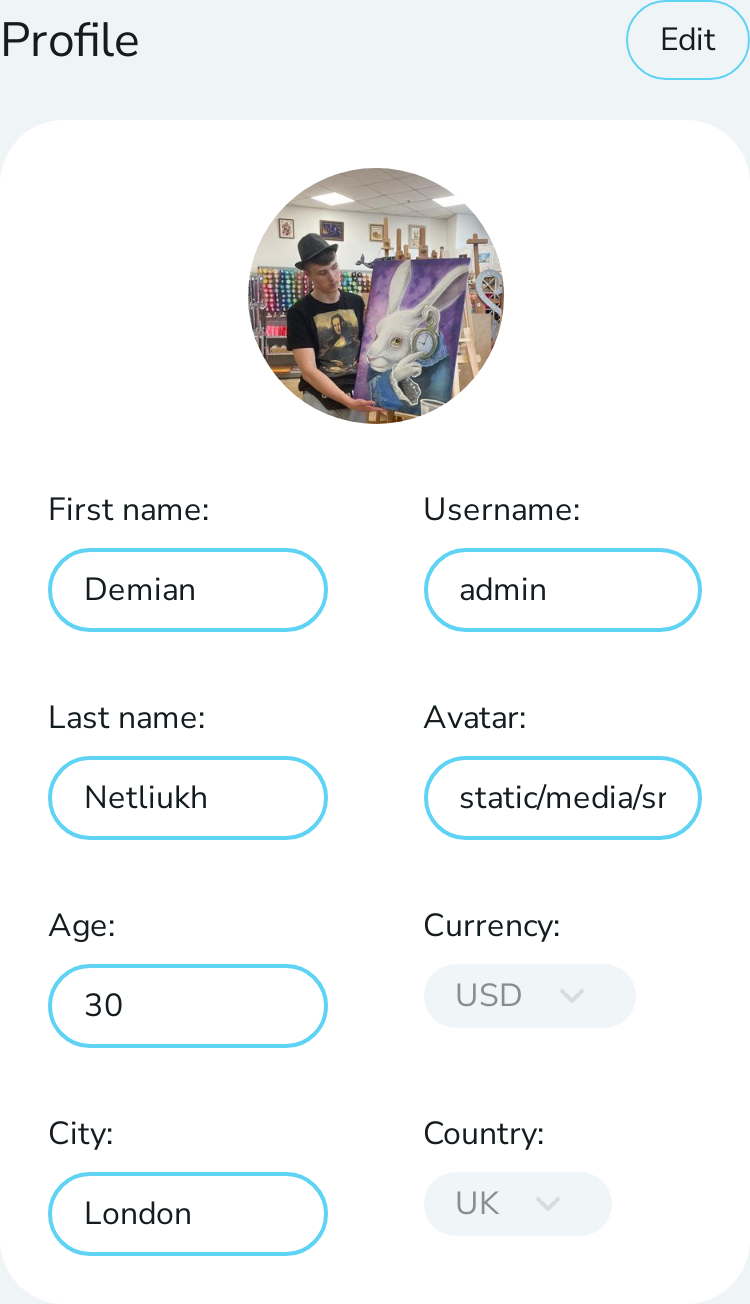 Profile
Edit
First name:
Username:
Demian
admin
Last name:
Avatar:
Netliukh
static/media/sr
Age:
Currency:
30
USD
City:
Country:
London
UK